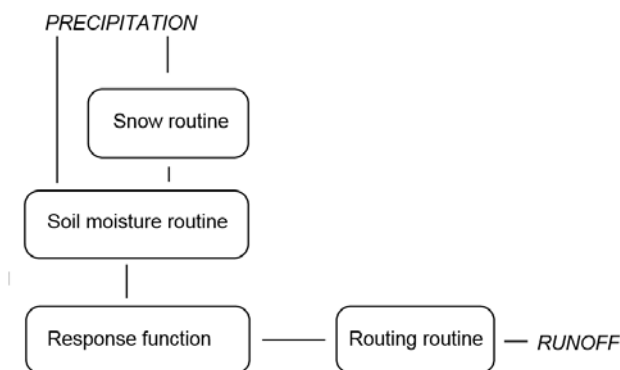 PRECIPITATION
Snow routine
Soil moisture routine
Response function
Routing routine
RUNOFF